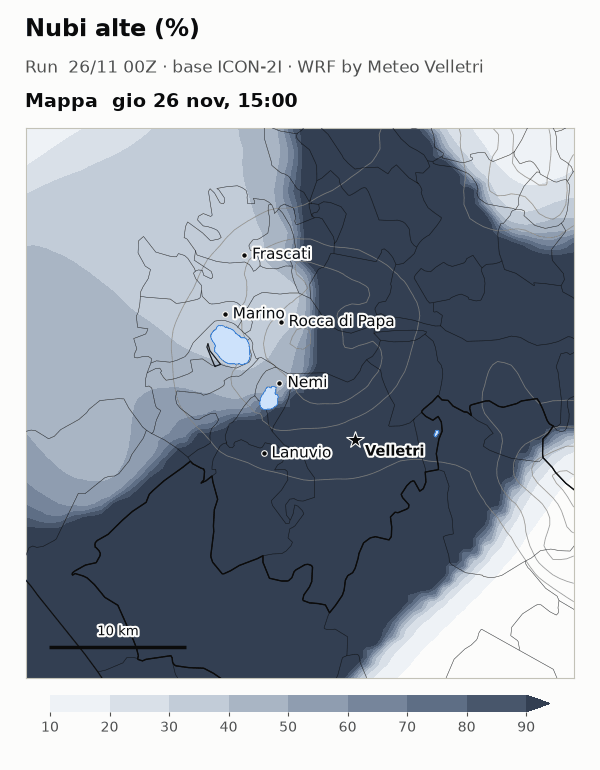 Nubi alte (%)
Run 26/11 00Z · base ICON-2I · WRF by Meteo Velletri
Mappa gio 26 nov, 15:00
Frascati
Marino
Rocca di Papa
Nemi
Velletri
Lanuvio
10 km
10 20 30 40 50 60 70 80 90